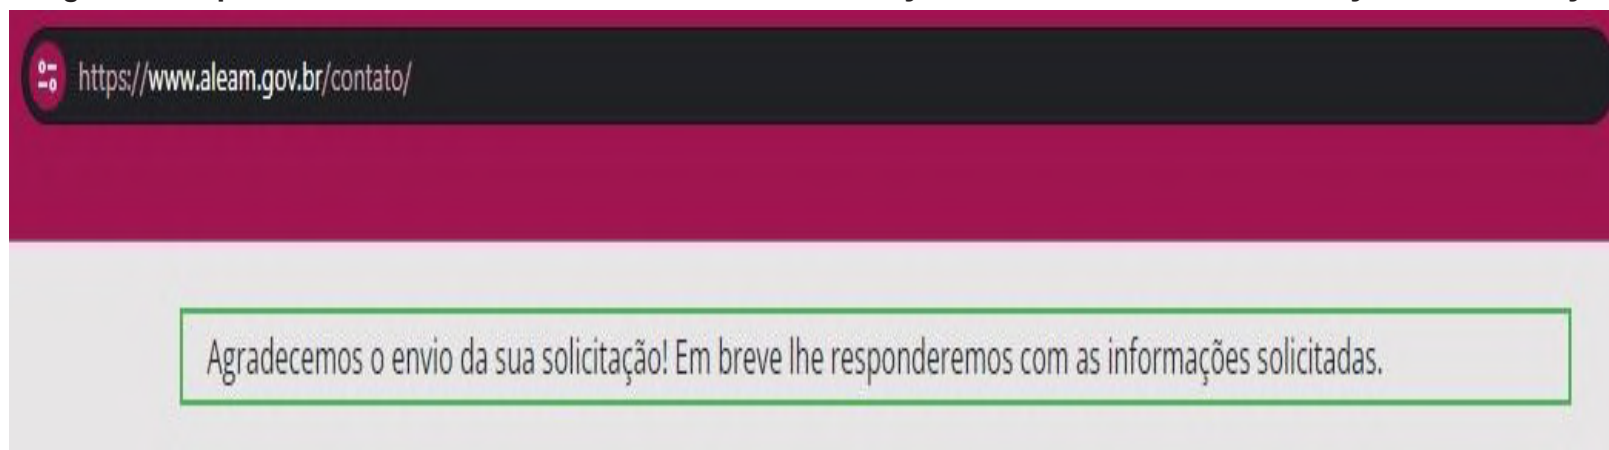 https://www.aleam.gov.br/contato/
Agradecemos o envio da sua solicitação! Em breve lhe responderemos com as informações solicitadas.